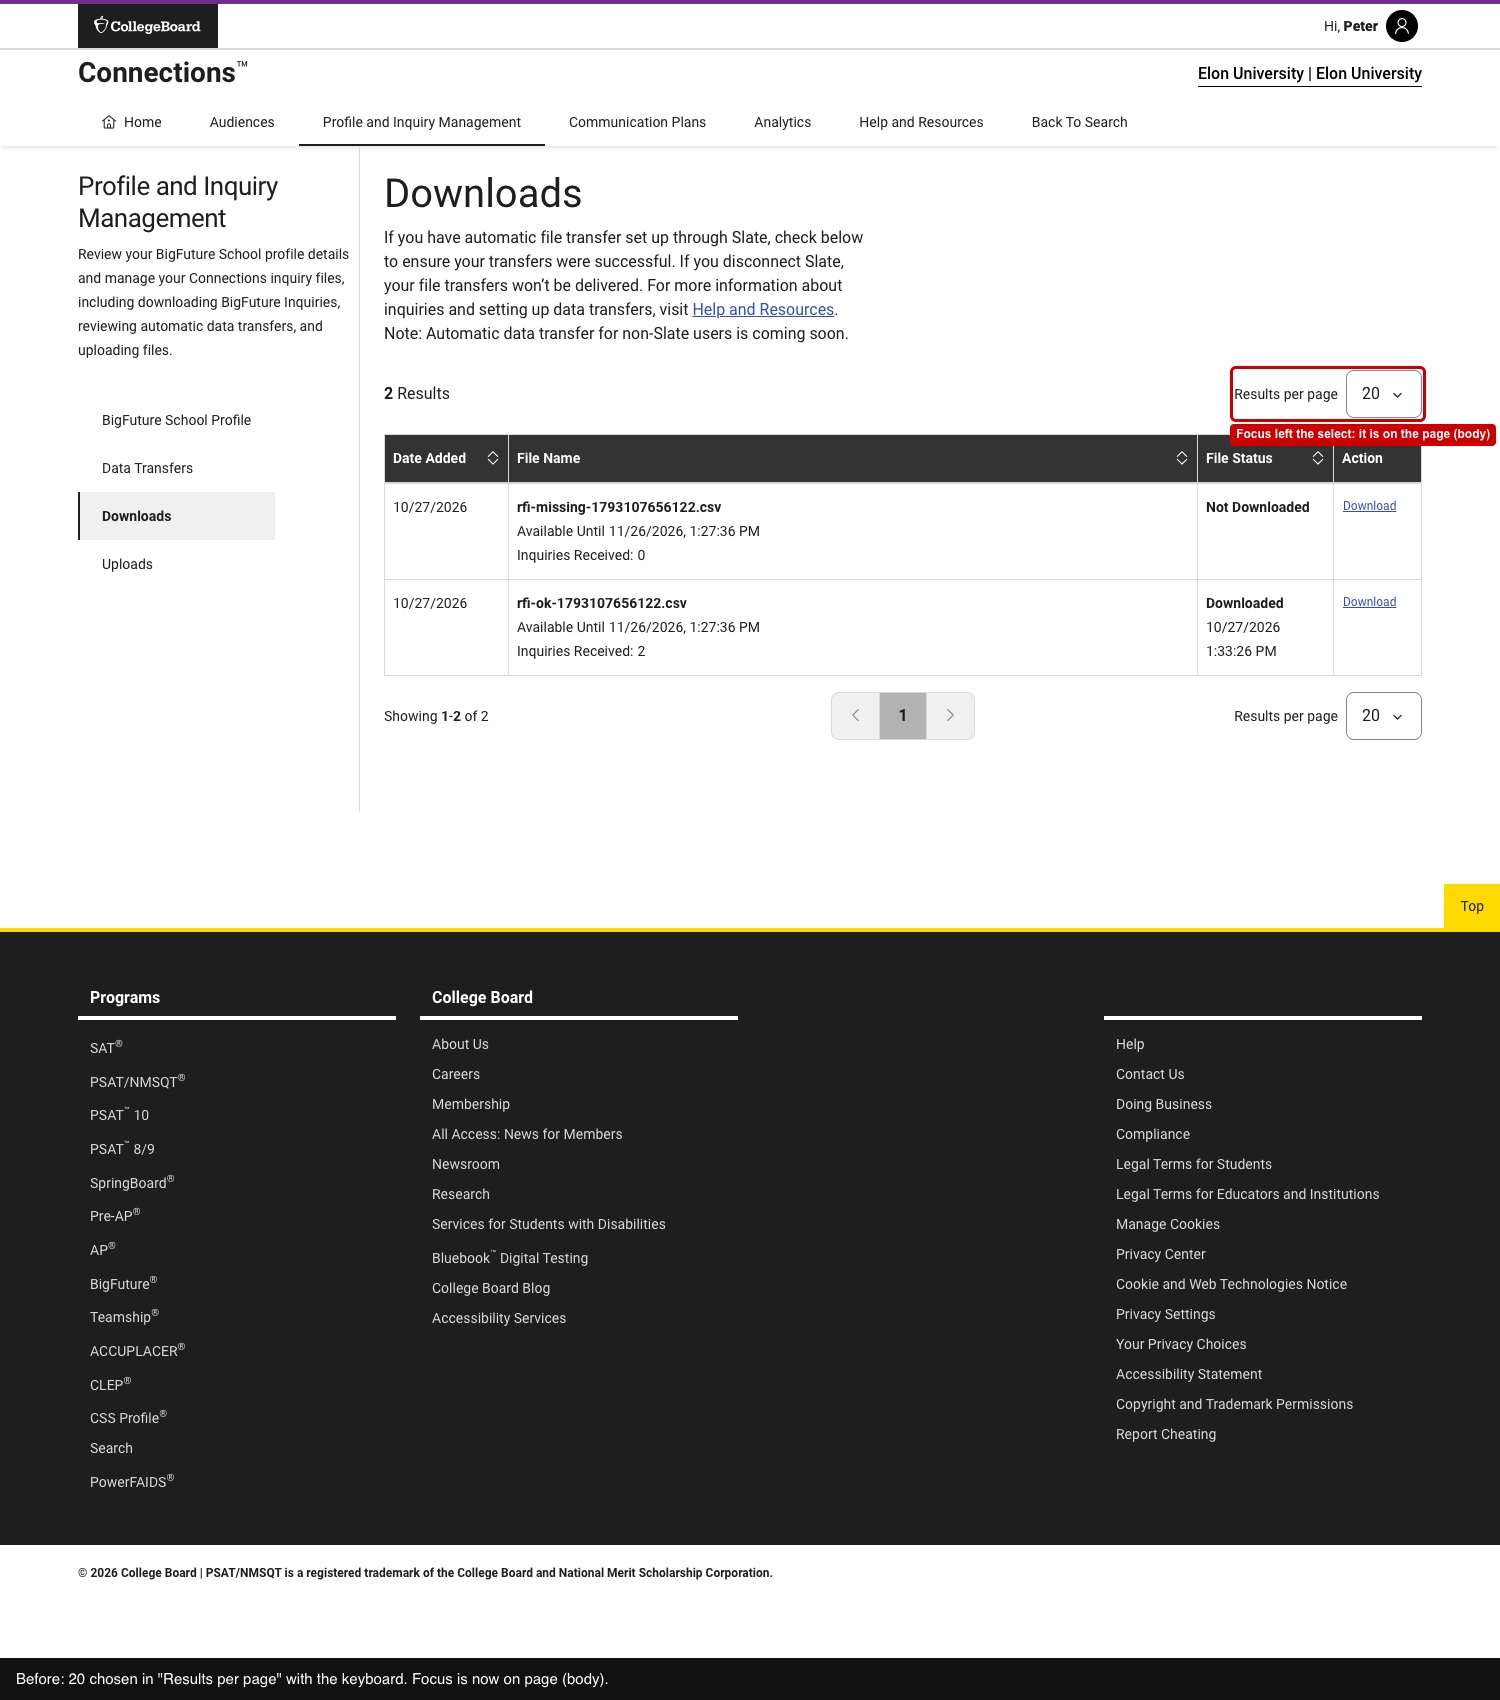 CollegeBoard
Hi, Peter
Connections™
Elon University | Elon University
Home
Audiences
Profile and Inquiry Management
Communication Plans
Analytics
Help and Resources
Back To Search
Profile and Inquiry
Management
Review your BigFuture School profile details
and manage your Connections inquiry files,
including downloading BigFuture Inquiries,
reviewing automatic data transfers, and
uploading files.
BigFuture School Profile
Data Transfers
Downloads
Uploads
Downloads
If you have automatic file transfer set up through Slate, check below
to ensure your transfers were successful. If you disconnect Slate,
your file transfers won’t be delivered. For more information about
inquiries and setting up data transfers, visit Help and Resources.
Note: Automatic data transfer for non-Slate users is coming soon.
2 Results
Results per page 20
Focus left the select: it is on the page (body)
Date Added
File Name
File Status
Action
10/27/2026
rfi-missing-1793107656122.csv
Available Until 11/26/2026, 1:27:36 PM
Inquiries Received: 0
Not Downloaded
Download
10/27/2026
rfi-ok-1793107656122.csv
Available Until 11/26/2026, 1:27:36 PM
Inquiries Received: 2
Downloaded
10/27/2026
1:33:26 PM
Download
Showing 1-2 of 2
1
Results per page 20
Top
Programs
SAT®
PSAT/NMSQT®
PSAT™ 10
PSAT™ 8/9
SpringBoard®
Pre-AP®
AP®
BigFuture®
Teamship®
ACCUPLACER®
CLEP®
CSS Profile®
Search
PowerFAIDS®
College Board
About Us
Careers
Membership
All Access: News for Members
Newsroom
Research
Services for Students with Disabilities
Bluebook™ Digital Testing
College Board Blog
Accessibility Services
Help
Contact Us
Doing Business
Compliance
Legal Terms for Students
Legal Terms for Educators and Institutions
Manage Cookies
Privacy Center
Cookie and Web Technologies Notice
Privacy Settings
Your Privacy Choices
Accessibility Statement
Copyright and Trademark Permissions
Report Cheating
© 2026 College Board | PSAT/NMSQT is a registered trademark of the College Board and National Merit Scholarship Corporation.
Before: 20 chosen in "Results per page" with the keyboard. Focus is now on page (body).